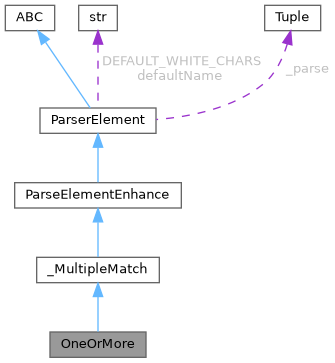 ABC
str
Tuple
DEFAULT_WHITE_CHARS
defaultName
_parse
ParserElement
ParseElementEnhance
_MultipleMatch
OneOrMore